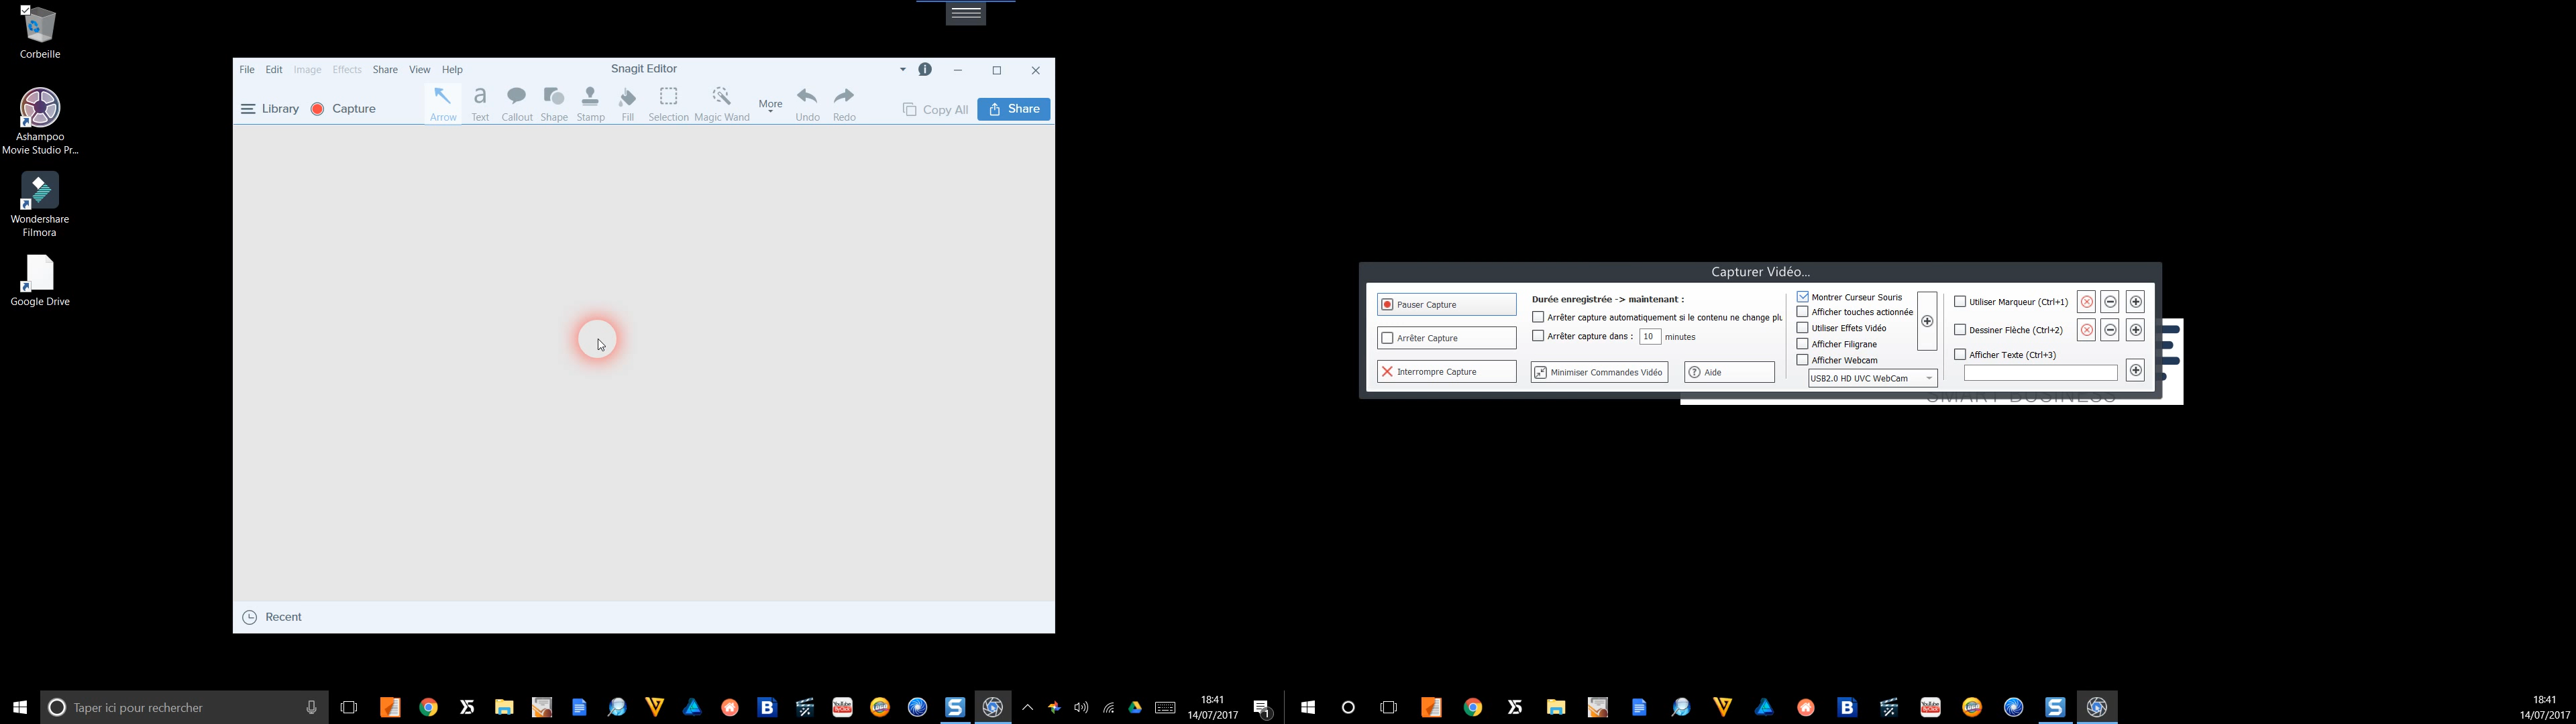 Corbeille
Ashampoo
Movie Studio Pr...
Wondershare
Filmora
Google Drive
File Edit Image Effects Share View Help
Snagit Editor
Library Capture
Arrow Text Callout Shape Stamp Fill Selection Magic Wand More Undo Redo
Copy All Share
Recent
Capturer Vidéo...
Pauser Capture
Arrêter Capture
Interrompre Capture
Durée enregistrée -> maintenant :
Arrêter capture automatiquement si le contenu ne change plu
Arrêter capture dans : 10 minutes
Minimiser Commandes Vidéo Aide
Montrer Curseur Souris
Afficher touches actionnée
Utiliser Effets Vidéo
Afficher Filigrane
Afficher Webcam
USB2.0 HD UVC WebCam
Utiliser Marqueur (Ctrl+1)
Dessiner Flèche (Ctrl+2)
Afficher Texte (Ctrl+3)
SMART BUSINESS
Taper ici pour rechercher
18:41
14/07/2017
1
18:41
14/07/2017